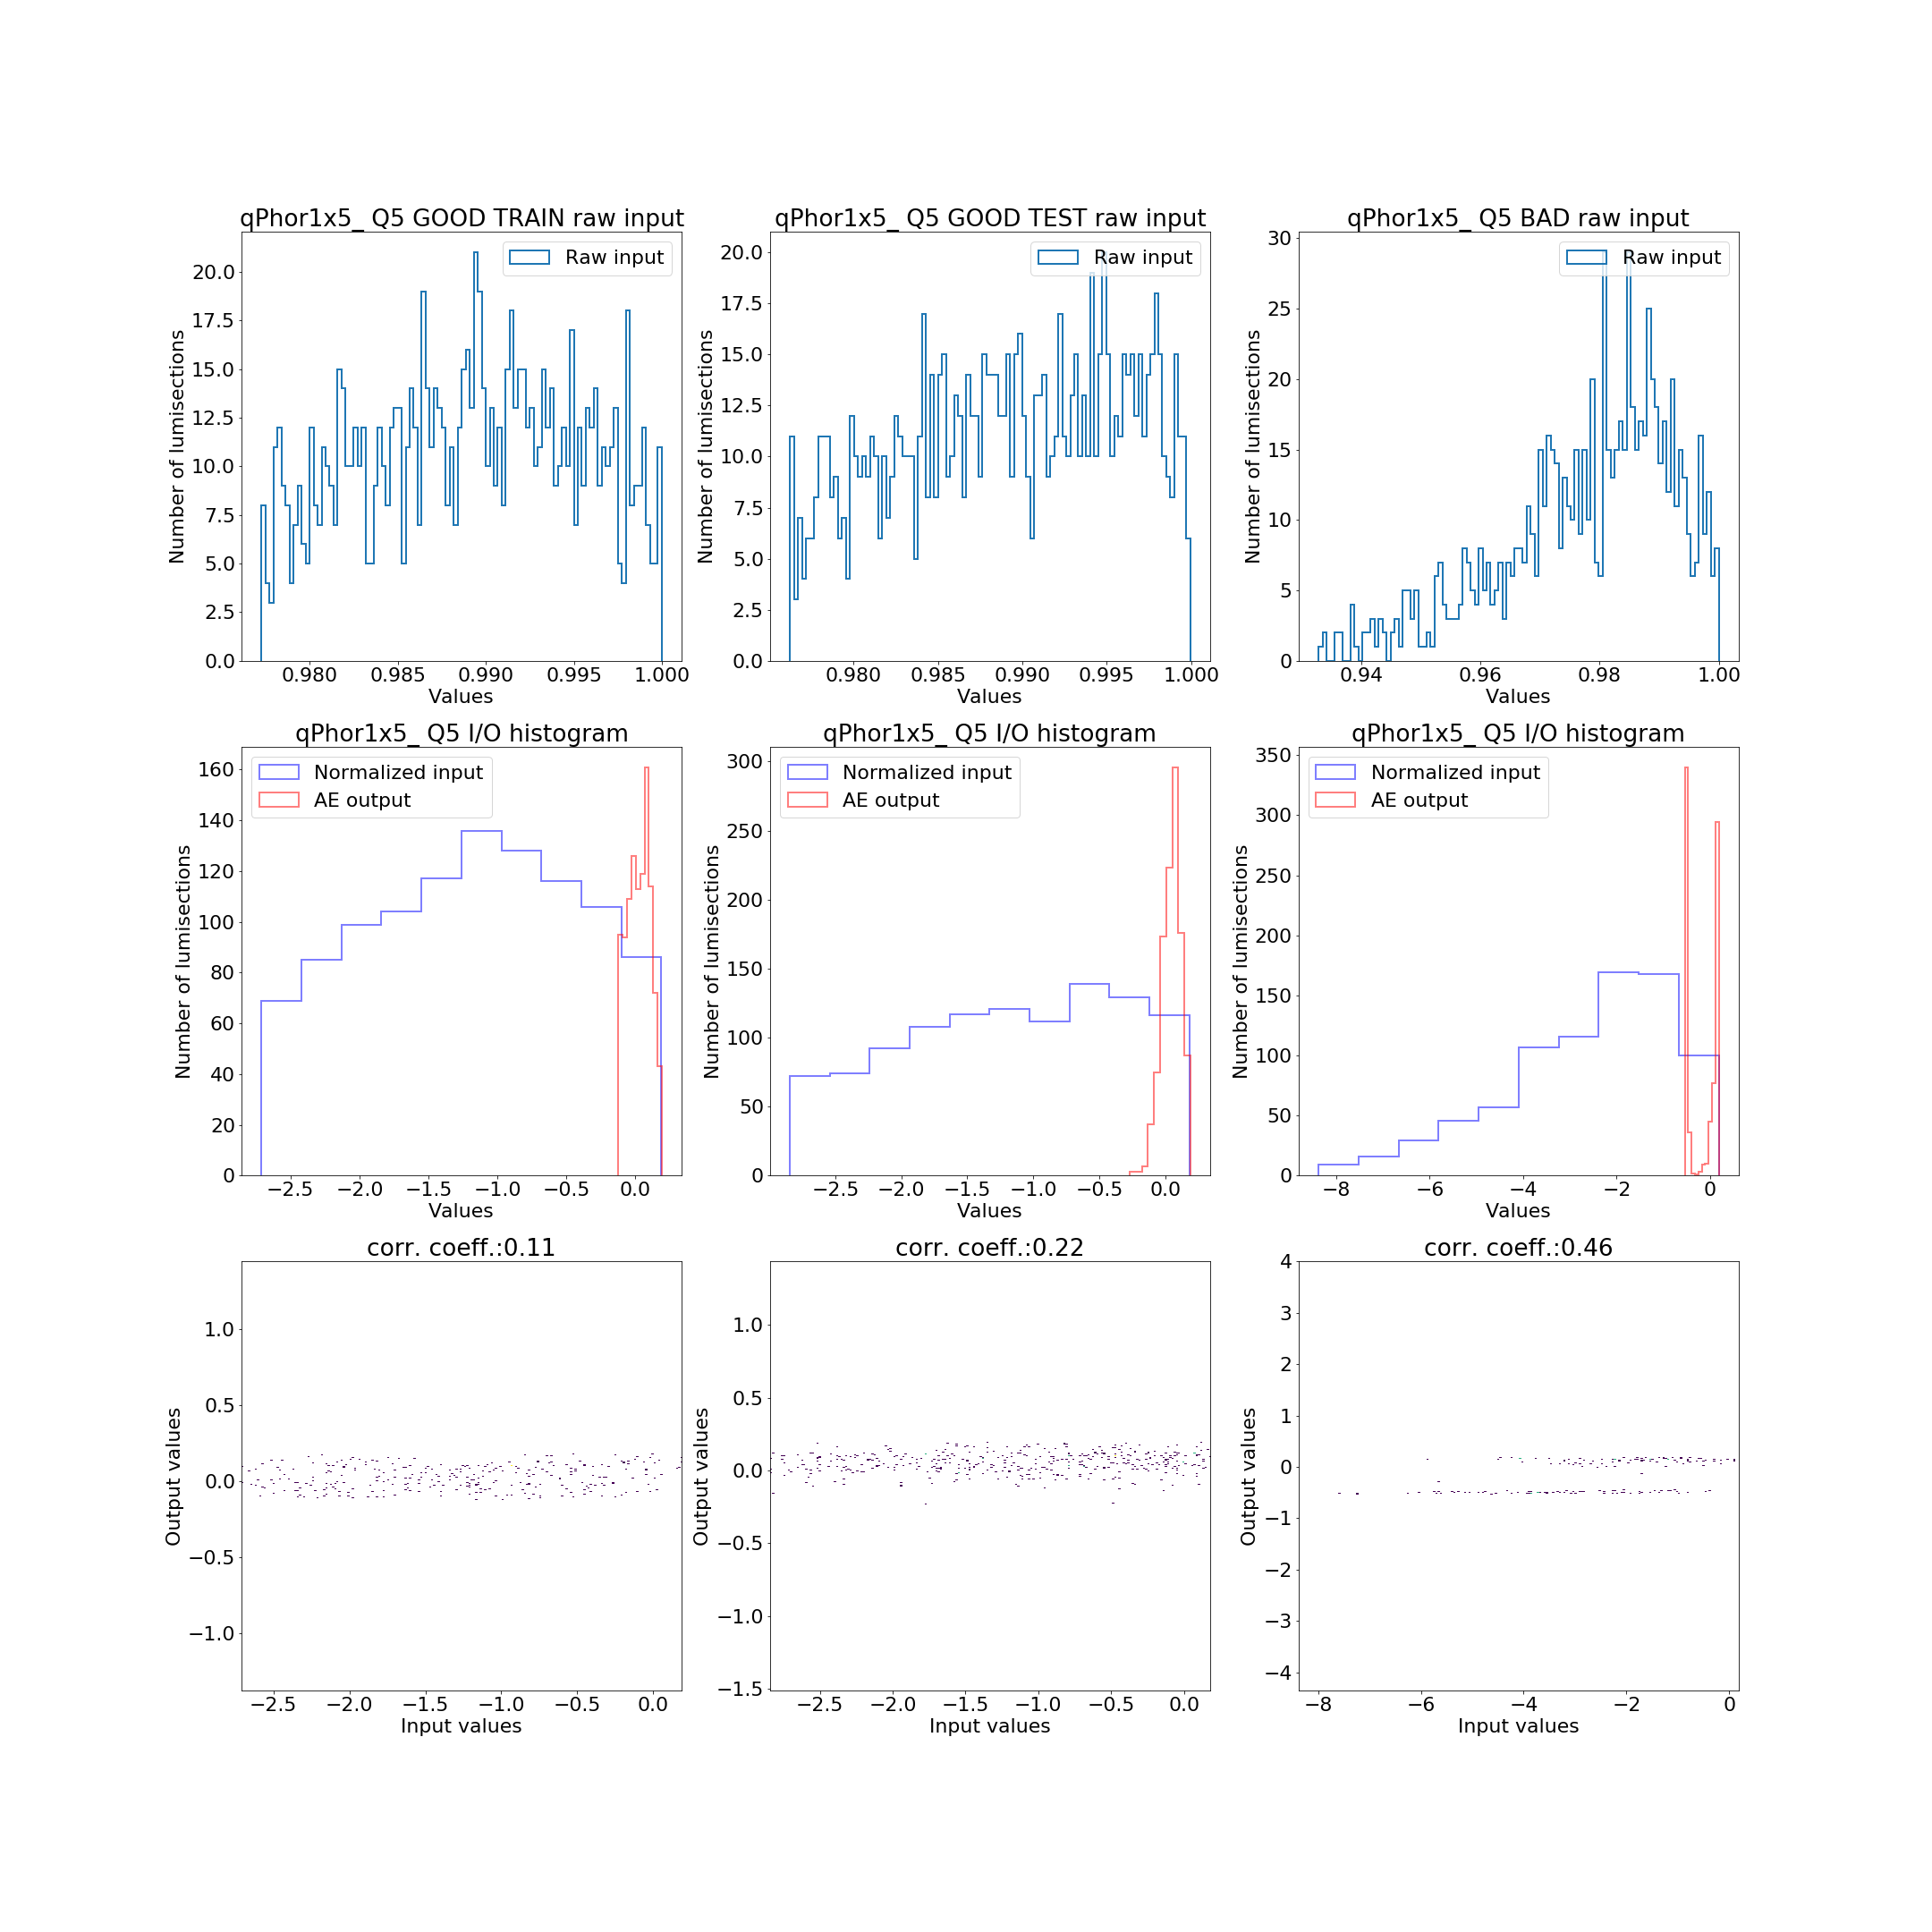 qPhor1x5_ Q5 GOOD TRAIN raw input
Raw input
Number of lumisections
20.0
17.5
15.0
12.5
10.0
7.5
5.0
2.5
0.0
0.980 0.985 0.990 0.995 1.000
Values
qPhor1x5_ Q5 GOOD TEST raw input
Raw input
Number of lumisections
20.0
17.5
15.0
12.5
10.0
7.5
5.0
2.5
0.0
0.980 0.985 0.990 0.995 1.000
Values
qPhor1x5_ Q5 BAD raw input
Raw input
Number of lumisections
30
25
20
15
10
5
0
0.94 0.96 0.98 1.00
Values
qPhor1x5_ Q5 I/O histogram
Normalized input
AE output
Number of lumisections
160
140
120
100
80
60
40
20
0
−2.5 −2.0 −1.5 −1.0 −0.5 0.0
Values
qPhor1x5_ Q5 I/O histogram
Normalized input
AE output
Number of lumisections
300
250
200
150
100
50
0
−2.5 −2.0 −1.5 −1.0 −0.5 0.0
Values
qPhor1x5_ Q5 I/O histogram
Normalized input
AE output
Number of lumisections
350
300
250
200
150
100
50
0
−8 −6 −4 −2 0
Values
corr. coeff.:0.11
Output values
1.0
0.5
0.0
−0.5
−1.0
−2.5 −2.0 −1.5 −1.0 −0.5 0.0
Input values
corr. coeff.:0.22
Output values
1.0
0.5
0.0
−0.5
−1.0
−1.5
−2.5 −2.0 −1.5 −1.0 −0.5 0.0
Input values
corr. coeff.:0.46
Output values
4
3
2
1
0
−1
−2
−3
−4
−8 −6 −4 −2 0
Input values